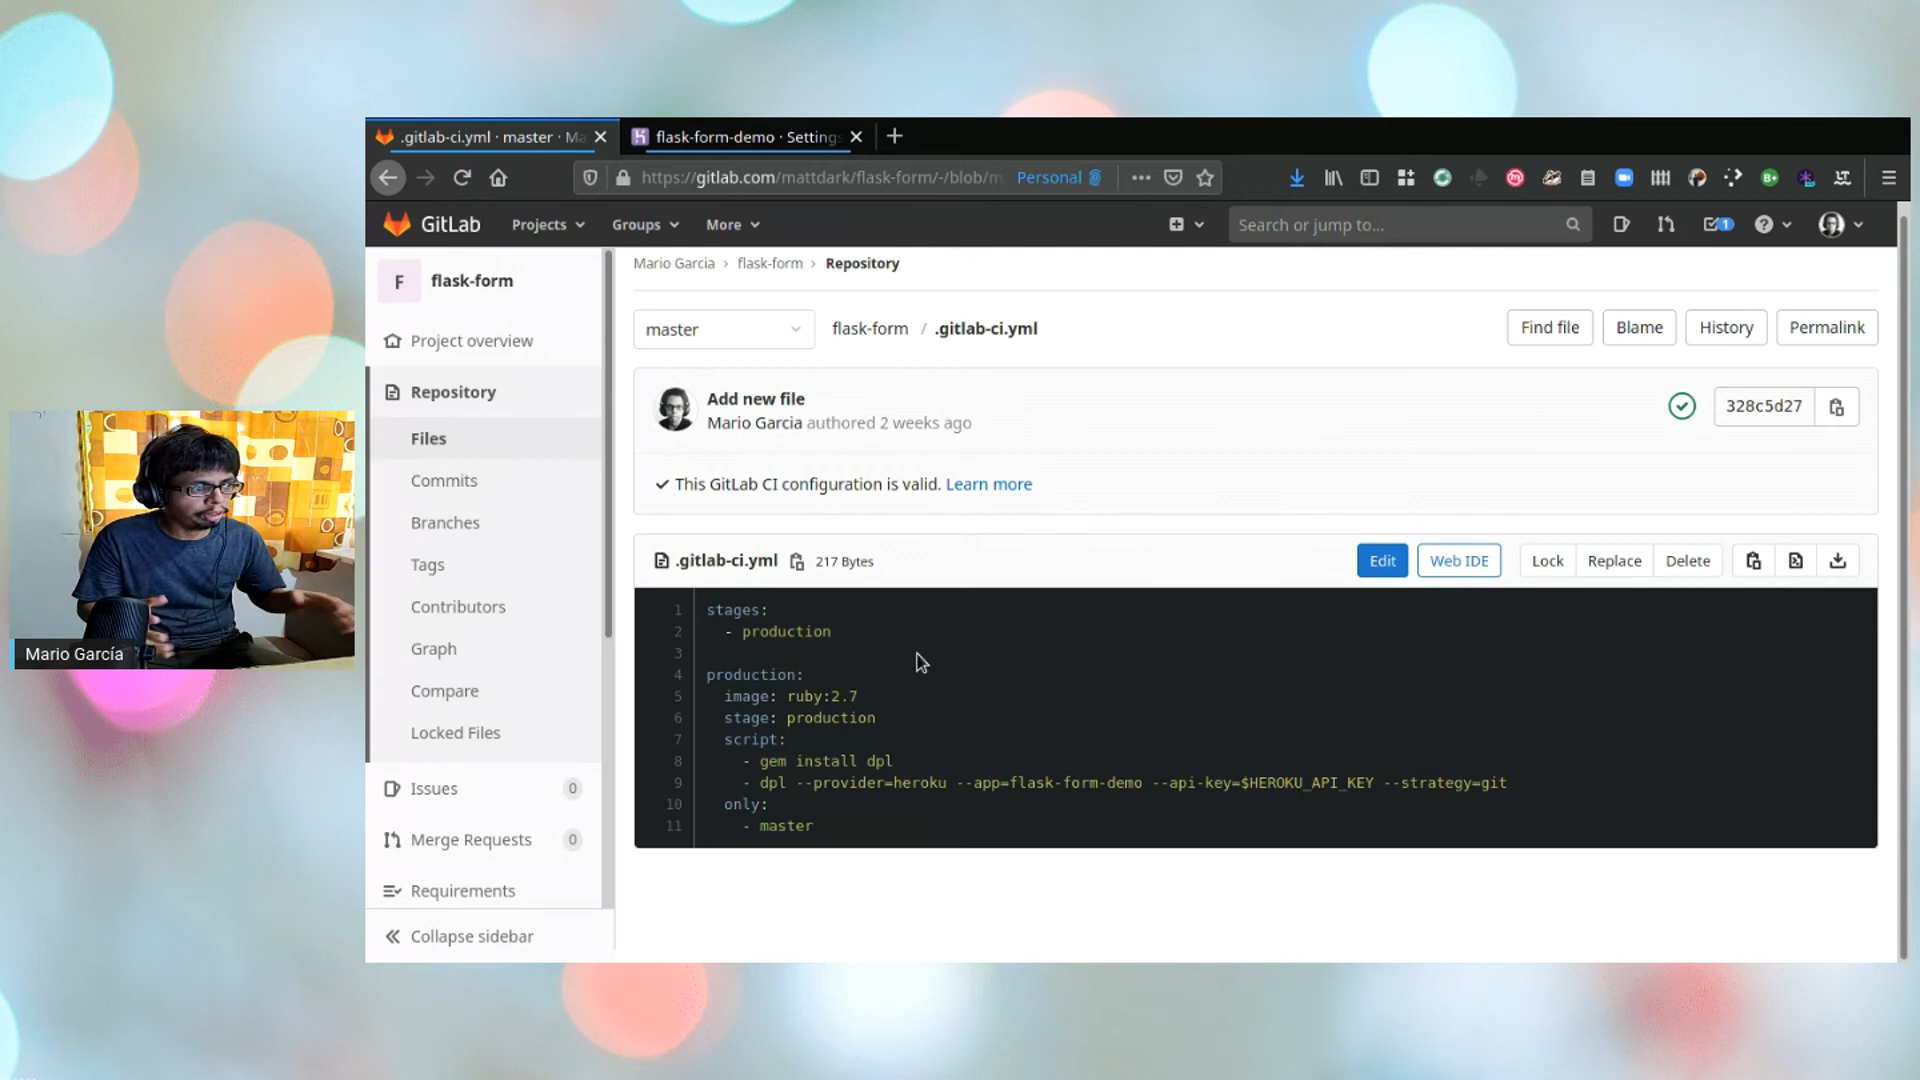 .gitlab-ci.yml · master · Ma
flask-form-demo · Settings
https://gitlab.com/mattdark/flask-form/-/blob/m
Personal
GitLab
Projects
Groups
More
Search or jump to...
1
F
flask-form
Project overview
Repository
Files
Commits
Branches
Tags
Contributors
Graph
Compare
Locked Files
Issues
0
Merge Requests
0
Requirements
Collapse sidebar
Mario Garcia › flask-form › Repository
master
flask-form / .gitlab-ci.yml
Find file
Blame
History
Permalink
Add new file
Mario Garcia authored 2 weeks ago
328c5d27
This GitLab CI configuration is valid. Learn more
.gitlab-ci.yml
217 Bytes
Edit
Web IDE
Lock
Replace
Delete
1 stages:
2 - production
3
4 production:
5 image: ruby:2.7
6 stage: production
7 script:
8 - gem install dpl
9 - dpl --provider=heroku --app=flask-form-demo --api-key=$HEROKU_API_KEY --strategy=git
10 only:
11 - master
Mario García